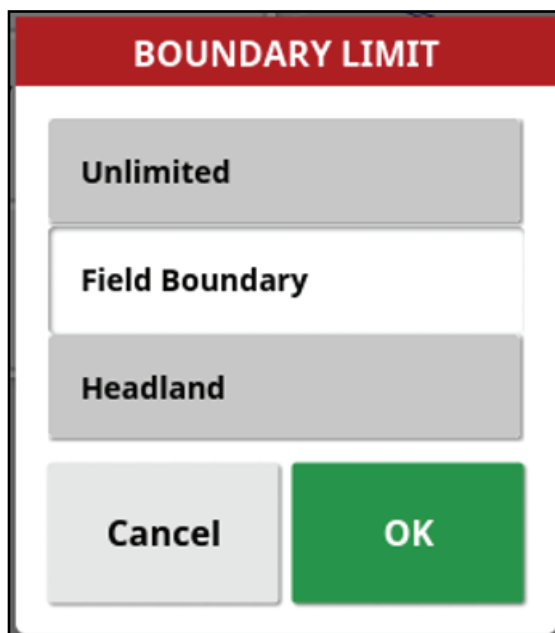 BOUNDARY LIMIT
Unlimited
Field Boundary
Headland
Cancel
OK